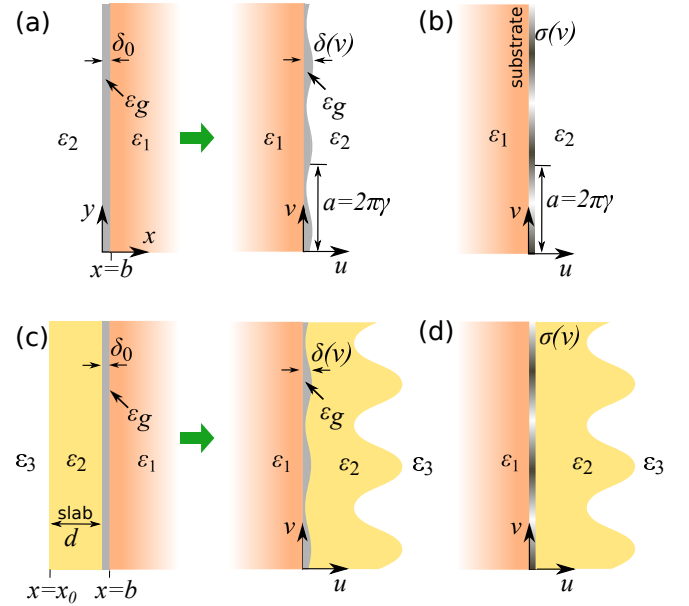 (a)
δ₀
δ(v)
εg
εg
ε₂
ε₁
ε₁
ε₂
a=2πγ
y
x
x=b
v
u
(b)
substrate
σ(v)
ε₁
ε₂
a=2πγ
v
u
(c)
δ₀
δ(v)
εg
εg
ε₃
ε₂
ε₁
ε₁
ε₂
ε₃
slab
d
x=x₀
x=b
v
u
(d)
σ(v)
ε₁
ε₂
ε₃
v
u